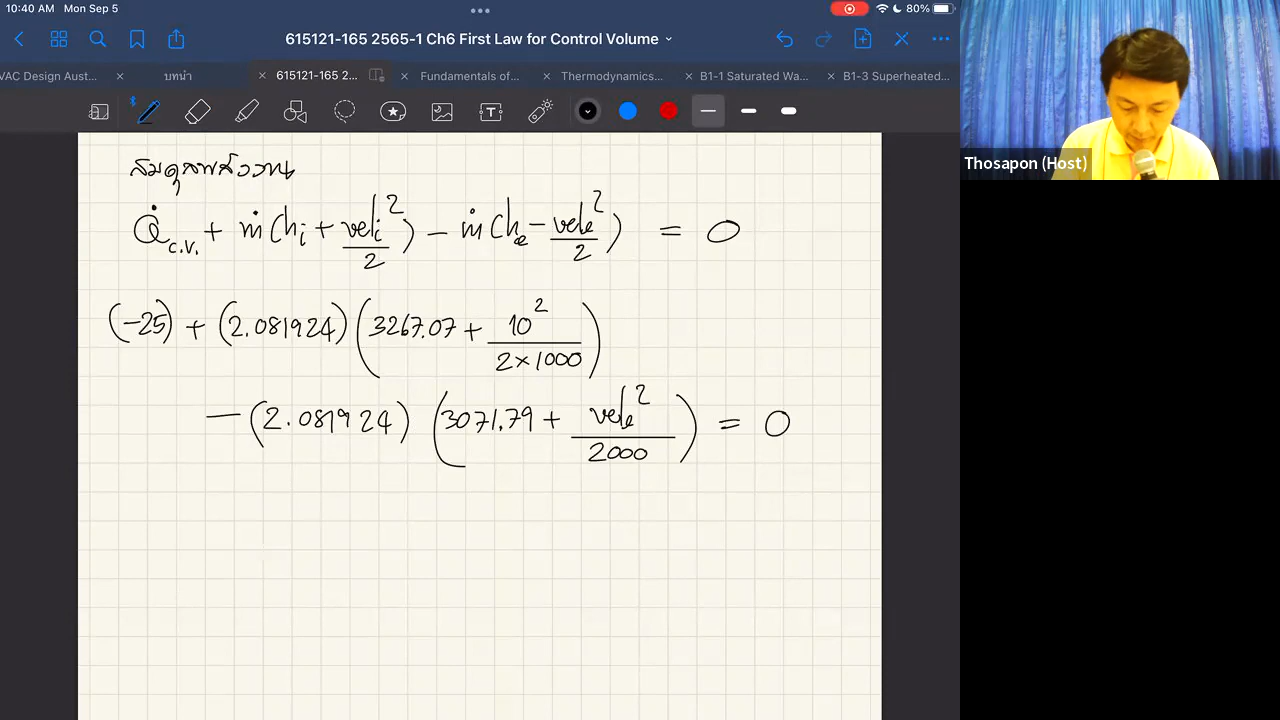 10:40 AM Mon Sep 5
80%
615121-165 2565-1 Ch6 First Law for Control Volume
VAC Design Aust... บทนำ 615121-165 2... Fundamentals of... Thermodynamics... B1-1 Saturated Wa... B1-3 Superheated...
Thosapon (Host)
สมดุลพลังงาน
Q̇c.v. + ṁ(hi + veli²/2) − ṁ(he − vele²/2) = 0
(−25) + (2.081924)(3267.07 + 10²/2×1000)
− (2.081924)(3071.79 + vele²/2000) = 0